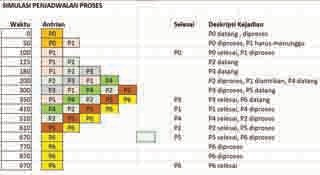 SIMULASI PENJADWALAN PROSES
Waktu Antrian Selesai Deskripsi Kejadian
0 P0 P0 datang, diproses
50 P0 P1 P0 diproses, P1 harus menunggu
100 P1 P0 P0 selesai, P1 diproses
125 P1 P2 P2 datang
180 P1 P2 P3 P3 datang
200 P2 P3 P1 P4 P2 diproses, P1 diantrikan, P4 datang
300 P3 P1 P4 P2 P5 P3 diproses, P5 datang
350 P1 P4 P2 P5 P6 P3 P3 selesai, P6 datang
410 P4 P2 P5 P6 P1 P1 selesai, P4 diproses
510 P2 P5 P6 P4 P4 selesai, P2 diproses
610 P5 P6 P2 P2 selesai, P5 diproses
670 P6 P5 P5 selesai, P6 diproses
770 P6 P6 diproses
870 P6 P6 diproses
970 P6 P6 P6 selesai